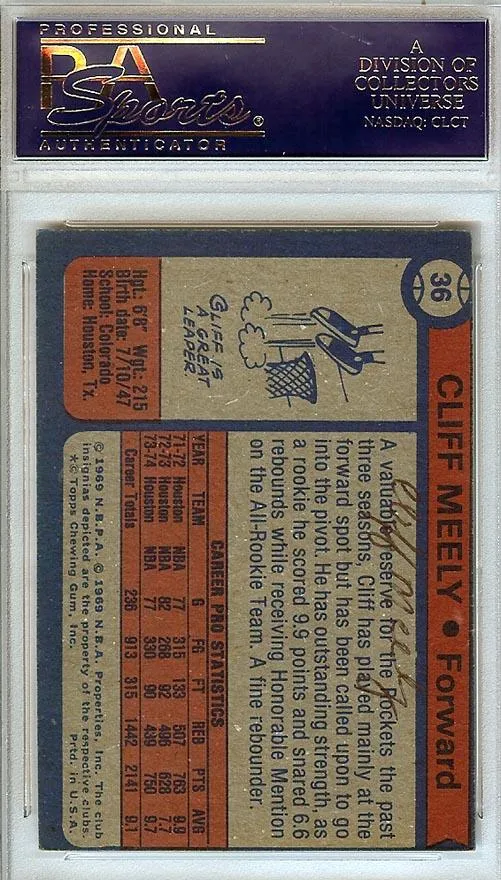 PROFESSIONAL
PSA
Sports®
AUTHENTICATOR
A
DIVISION OF
COLLECTORS
UNIVERSE
NASDAQ: CLCT
36
CLIFF MEELY • Forward
CLIFF IS
A GREAT
LEAPER.
Hgt: 6'8" Wgt: 215
Birth date: 7/10/47
School: Colorado
Home: Houston, Tx.
A valuable reserve for the Rockets the past
three seasons, Cliff has played mainly at the
forward spot but has been called upon to go
into the pivot. He has outstanding strength, as
a rookie he scored 9.9 points and snared 6.6
rebounds while receiving Honorable Mention
on the All-Rookie Team. A fine rebounder.
Cliff Meely
CAREER PRO STATISTICS
YEAR TEAM G FG FT REB PTS AVG
71-72 Houston NBA 77 315 133 507 763 9.9
72-73 Houston NBA 82 268 92 496 628 7.7
73-74 Houston NBA 77 330 90 439 750 9.7
Career Totals 236 913 315 1442 2141 9.1
© 1969 N.B.P.A. © 1969 N.B.A. Properties, Inc. The club
insignias depicted are the property of the respective clubs.
*© Topps Chewing Gum, Inc. Prtd. in U.S.A.